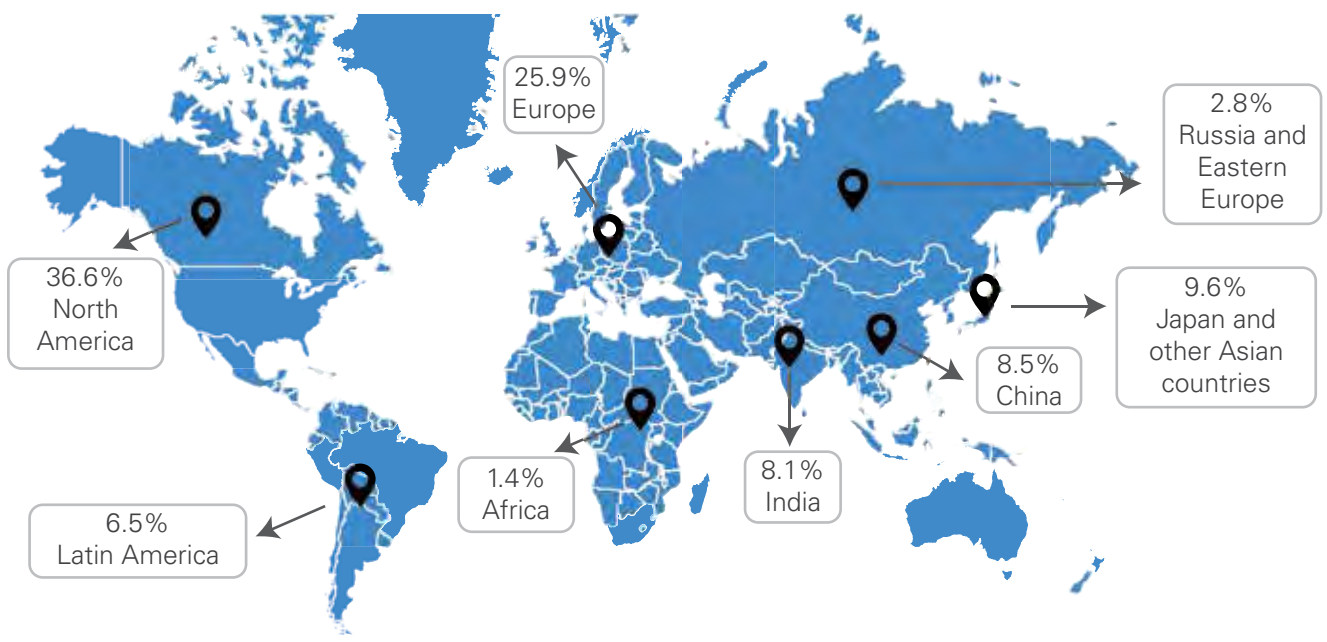 25.9%
Europe
2.8%
Russia and
Eastern
Europe
36.6%
North
America
9.6%
Japan and
other Asian
countries
8.5%
China
8.1%
India
1.4%
Africa
6.5%
Latin America